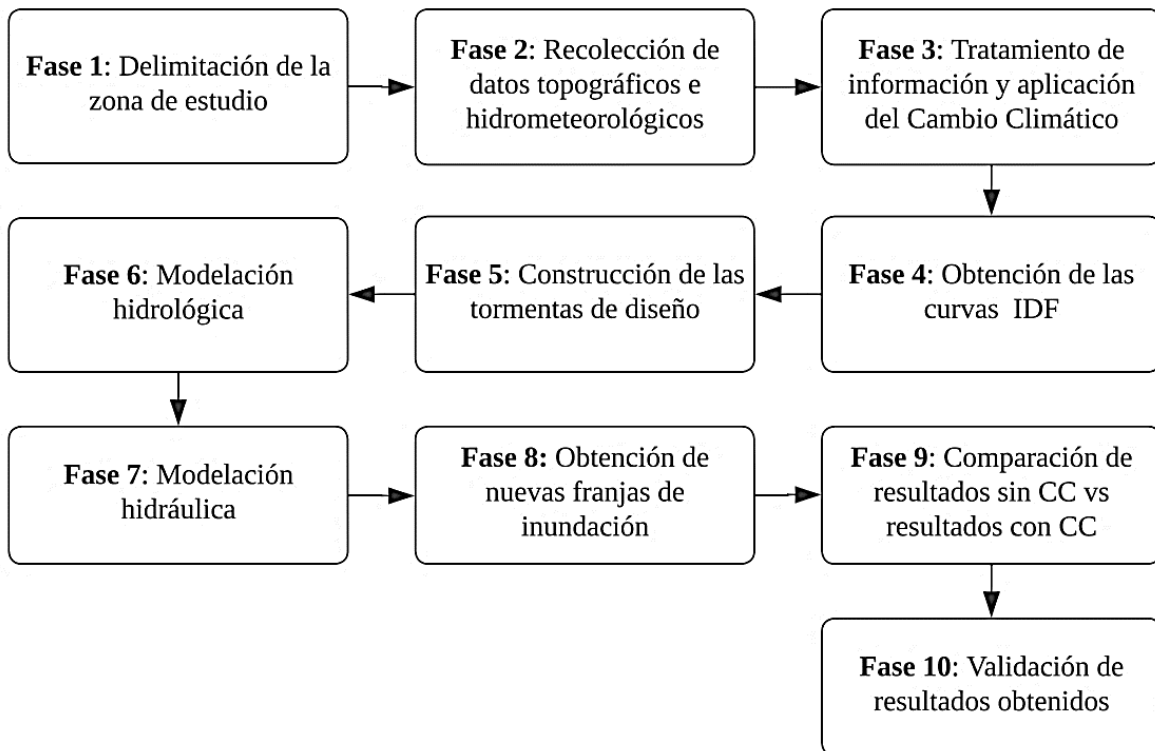 Fase 1: Delimitación de la
zona de estudio
Fase 2: Recolección de
datos topográficos e
hidrometeorológicos
Fase 3: Tratamiento de
información y aplicación
del Cambio Climático
Fase 4: Obtención de las
curvas IDF
Fase 5: Construcción de las
tormentas de diseño
Fase 6: Modelación
hidrológica
Fase 7: Modelación
hidráulica
Fase 8: Obtención de
nuevas franjas de
inundación
Fase 9: Comparación de
resultados sin CC vs
resultados con CC
Fase 10: Validación de
resultados obtenidos